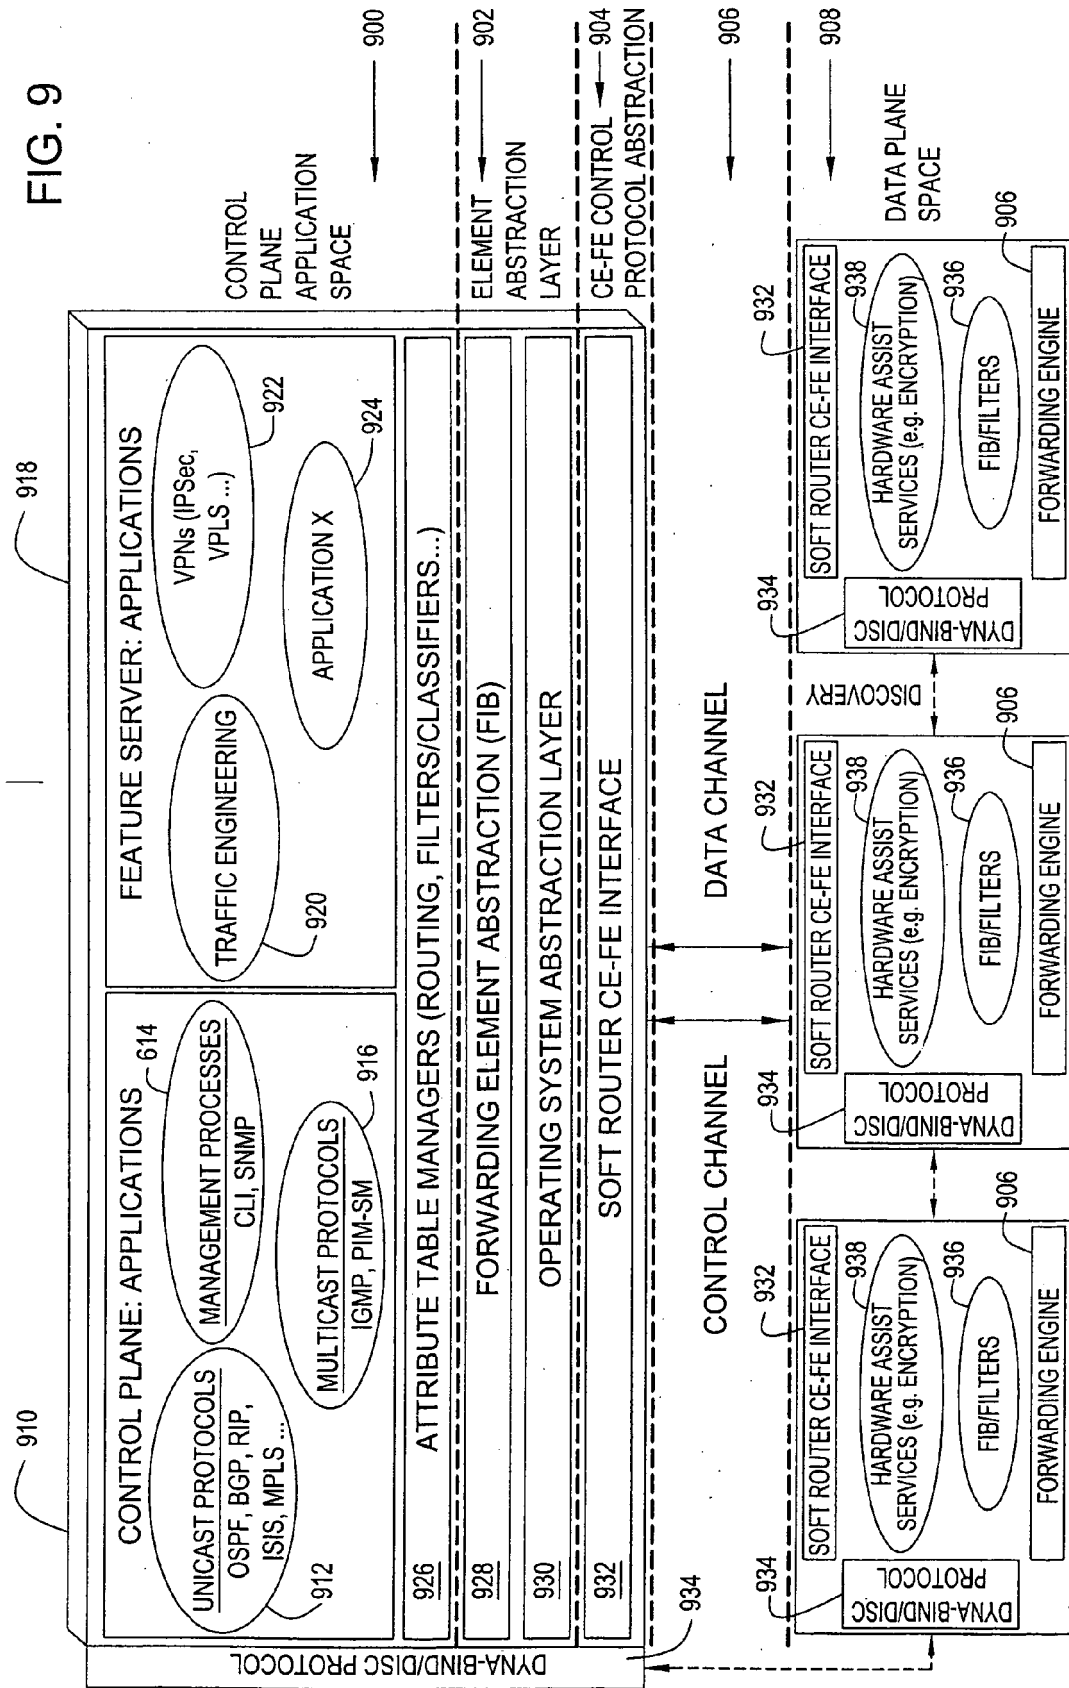 FIG. 9
910
918
CONTROL PLANE: APPLICATIONS
UNICAST PROTOCOLS
OSPF, BGP, RIP,
ISIS, MPLS ...
912
MANAGEMENT PROCESSES
CLI, SNMP
614
MULTICAST PROTOCOLS
IGMP, PIM-SM
916
FEATURE SERVER: APPLICATIONS
TRAFFIC ENGINEERING
920
VPNs (IPSec,
VPLS ...)
922
APPLICATION X
924
CONTROL
PLANE
APPLICATION
SPACE
900
926
ATTRIBUTE TABLE MANAGERS (ROUTING, FILTERS/CLASSIFIERS...)
928
FORWARDING ELEMENT ABSTRACTION (FIB)
ELEMENT
ABSTRACTION
LAYER
902
930
OPERATING SYSTEM ABSTRACTION LAYER
932
SOFT ROUTER CE-FE INTERFACE
CE-FE CONTROL
PROTOCOL ABSTRACTION
904
DYNA-BIND/DISC PROTOCOL
934
CONTROL CHANNEL
DATA CHANNEL
906
908
DATA PLANE
SPACE
932
SOFT ROUTER CE-FE INTERFACE
934
DYNA-BIND/DISC
PROTOCOL
HARDWARE ASSIST
SERVICES (e.g. ENCRYPTION)
938
FIB/FILTERS
936
FORWARDING ENGINE
906
932
SOFT ROUTER CE-FE INTERFACE
934
DYNA-BIND/DISC
PROTOCOL
HARDWARE ASSIST
SERVICES (e.g. ENCRYPTION)
938
FIB/FILTERS
936
FORWARDING ENGINE
906
DISCOVERY
932
SOFT ROUTER CE-FE INTERFACE
934
DYNA-BIND/DISC
PROTOCOL
HARDWARE ASSIST
SERVICES (e.g. ENCRYPTION)
938
FIB/FILTERS
936
FORWARDING ENGINE
906